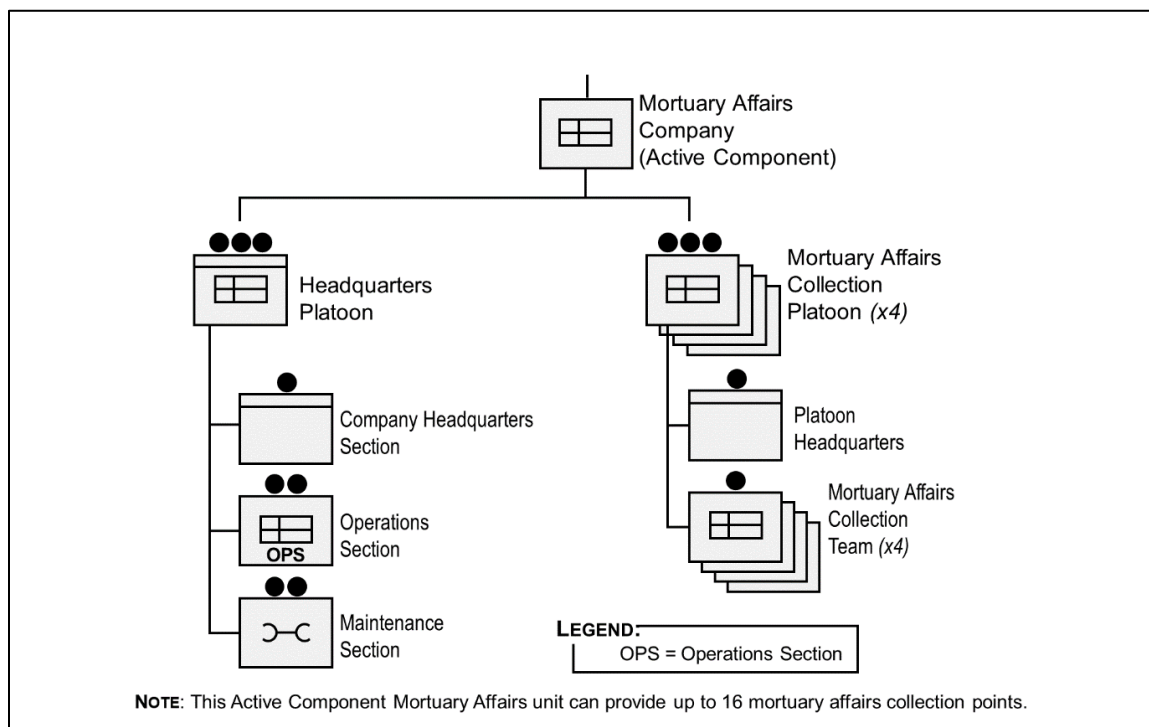 Mortuary Affairs
Company
(Active Component)
Headquarters
Platoon
Mortuary Affairs
Collection
Platoon (x4)
Company Headquarters
Section
Platoon
Headquarters
Operations
Section
OPS
Mortuary Affairs
Collection
Team (x4)
Maintenance
Section
LEGEND:
OPS = Operations Section
NOTE: This Active Component Mortuary Affairs unit can provide up to 16 mortuary affairs collection points.